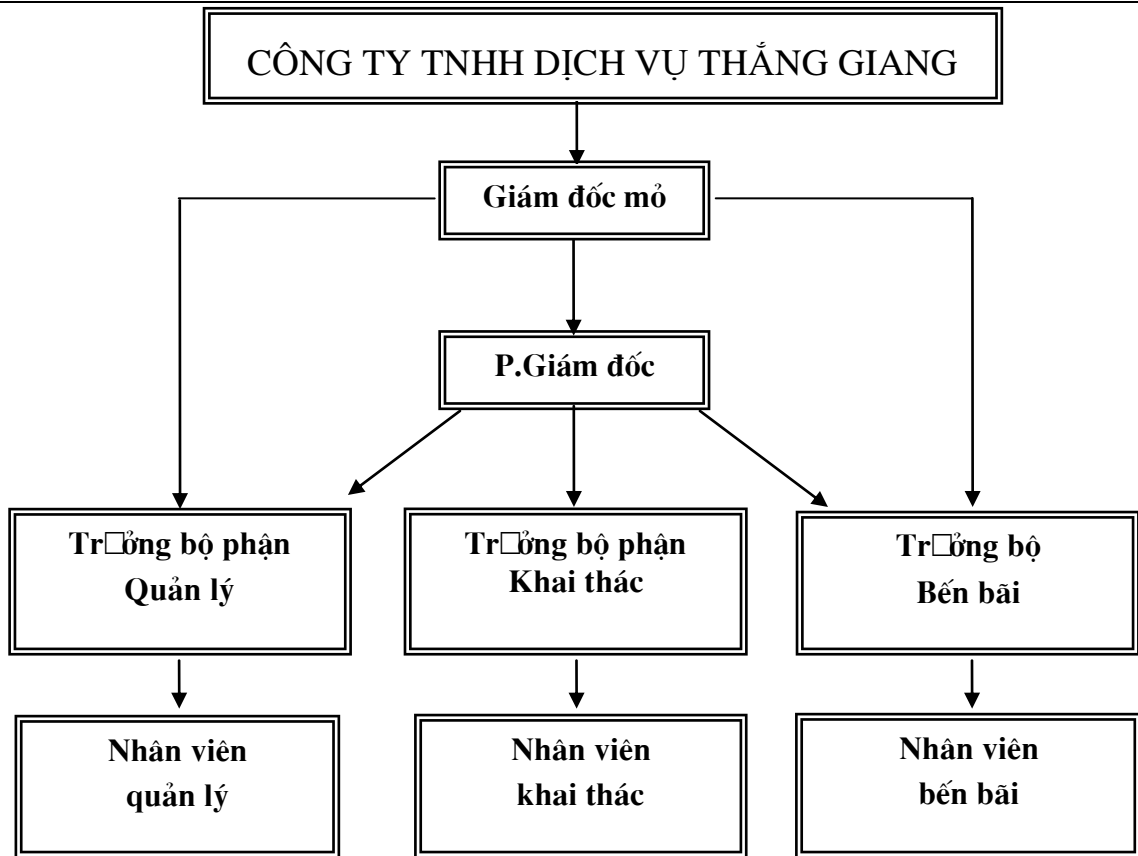 CÔNG TY TNHH DỊCH VỤ THẮNG GIANG
Giám đốc mỏ
P.Giám đốc
Tr□ởng bộ phận
Quản lý
Tr□ởng bộ phận
Khai thác
Tr□ởng bộ
Bến bãi
Nhân viên
quản lý
Nhân viên
khai thác
Nhân viên
bến bãi